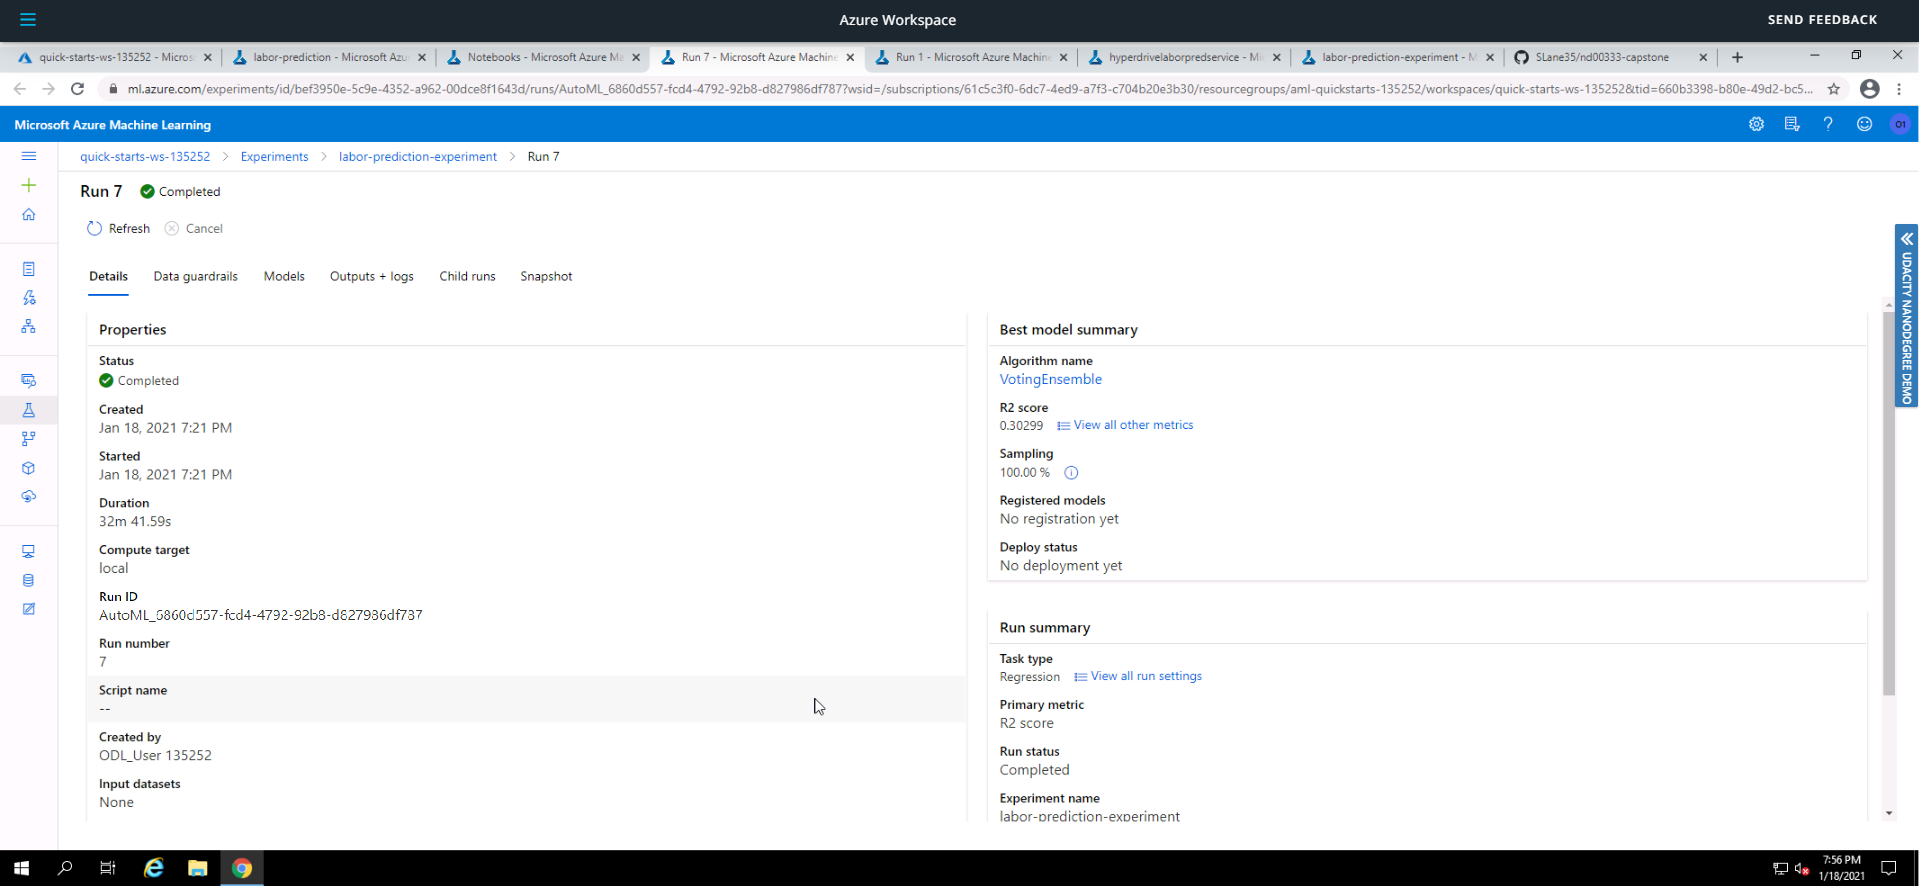 Azure Workspace
SEND FEEDBACK
quick-starts-ws-135252 - Micros
labor-prediction - Microsoft Azu
Notebooks - Microsoft Azure Ma
Run 7 - Microsoft Azure Machine
Run 1 - Microsoft Azure Machine
hyperdrivelaborpredservice - Mi
labor-prediction-experiment - M
SLane35/nd00333-capstone
ml.azure.com/experiments/id/bef3950e-5c9e-4352-a962-00dce8f1643d/runs/AutoML_6860d557-fcd4-4792-92b8-d827986df787?wsid=/subscriptions/61c5c3f0-6dc7-4ed9-a7f3-c704b20e3b30/resourcegroups/aml-quickstarts-135252/workspaces/quick-starts-ws-135252&tid=660b3398-b80e-49d2-bc5...
Microsoft Azure Machine Learning
O1
quick-starts-ws-135252 > Experiments > labor-prediction-experiment > Run 7
Run 7 Completed
Refresh Cancel
Details Data guardrails Models Outputs + logs Child runs Snapshot
Properties
Status
Completed
Created
Jan 18, 2021 7:21 PM
Started
Jan 18, 2021 7:21 PM
Duration
32m 41.59s
Compute target
local
Run ID
AutoML_6860d557-fcd4-4792-92b8-d827986df787
Run number
7
Script name
--
Created by
ODL_User 135252
Input datasets
None
Best model summary
Algorithm name
VotingEnsemble
R2 score
0.30299 View all other metrics
Sampling
100.00 %
Registered models
No registration yet
Deploy status
No deployment yet
Run summary
Task type
Regression View all run settings
Primary metric
R2 score
Run status
Completed
Experiment name
labor-prediction-experiment
UDACITY NANODEGREE DEMO
7:56 PM
1/18/2021